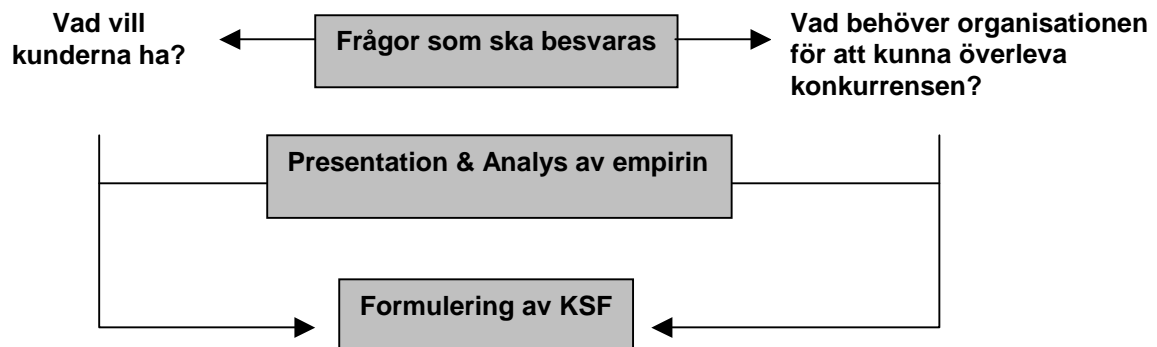 Vad vill
kunderna ha?
Frågor som ska besvaras
Vad behöver organisationen
för att kunna överleva
konkurrensen?
Presentation & Analys av empirin
Formulering av KSF